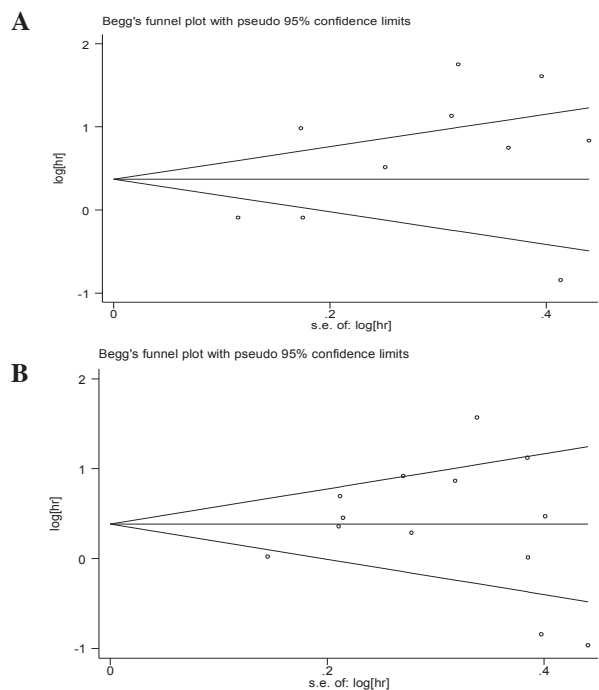 A
Begg's funnel plot with pseudo 95% confidence limits
2
1
0
-1
log[hr]
0
.2
.4
s.e. of: log[hr]
B
Begg's funnel plot with pseudo 95% confidence limits
2
1
0
-1
log[hr]
0
.2
.4
s.e. of: log[hr]